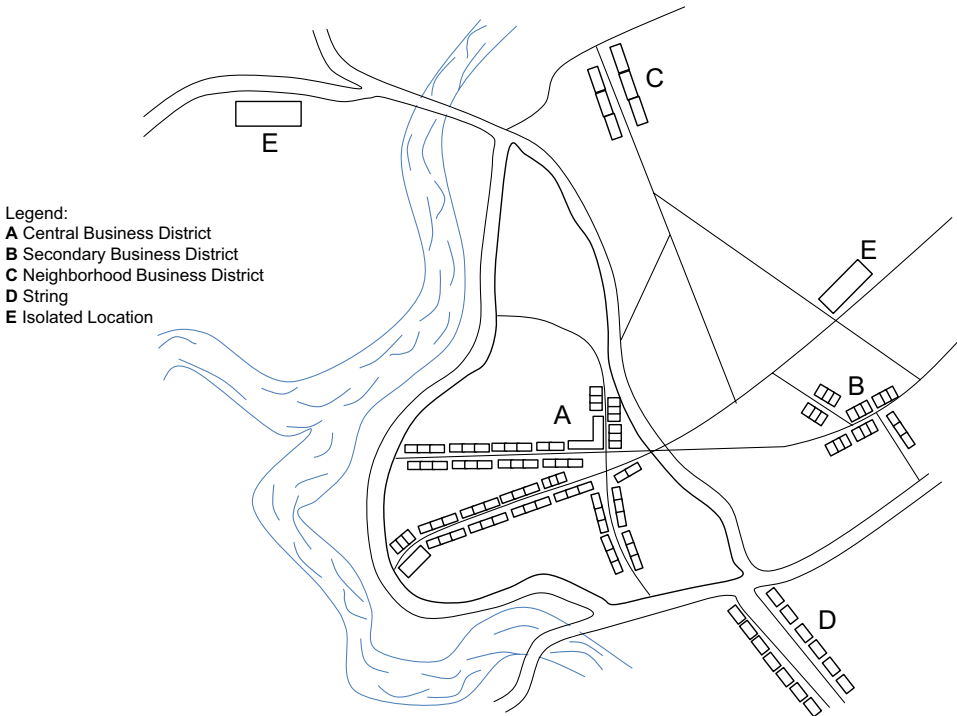 C
E
Legend:
A Central Business District
B Secondary Business District
C Neighborhood Business District
D String
E Isolated Location
E
B
A
D